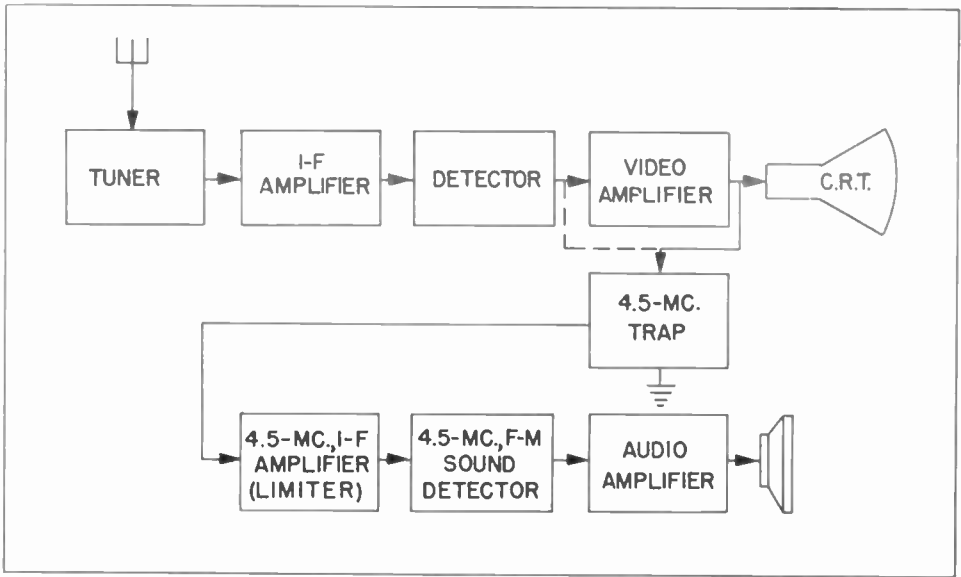 TUNER
I-F
AMPLIFIER
DETECTOR
VIDEO
AMPLIFIER
C.R.T.
4.5-MC.
TRAP
4.5-MC.,I-F
AMPLIFIER
(LIMITER)
4.5-MC.,F-M
SOUND
DETECTOR
AUDIO
AMPLIFIER